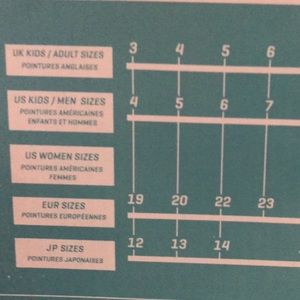 UK KIDS / ADULT SIZES
POINTURES ANGLAISES
3 4 5 6
US KIDS / MEN SIZES
POINTURES AMÉRICAINES
ENFANTS ET HOMMES
4 5 6 7
US WOMEN SIZES
POINTURES AMÉRICAINES
FEMMES
EUR SIZES
POINTURES EUROPÉENNES
19 20 22 23
JP SIZES
POINTURES JAPONAISES
12 13 14